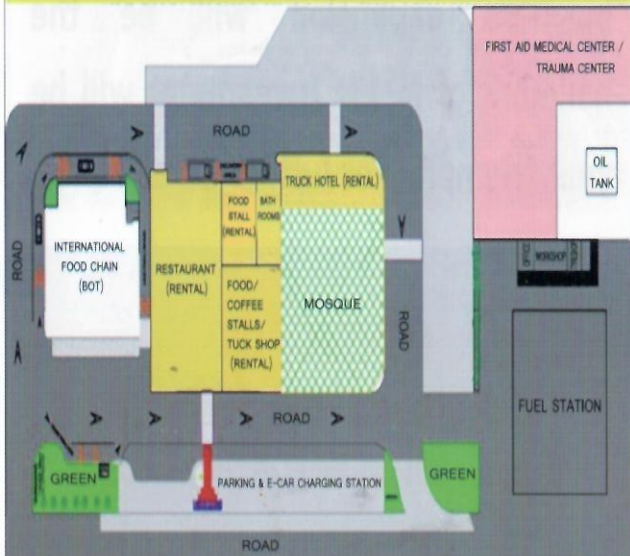 FIRST AID MEDICAL CENTER /
TRAUMA CENTER
OIL
TANK
ROAD
TRUCK HOTEL (RENTAL)
FOOD
STALL
(RENTAL)
BATH
ROOMS
ROAD
INTERNATIONAL
FOOD CHAIN
(BOT)
RESTAURANT
(RENTAL)
FOOD/
COFFEE
STALLS/
TUCK SHOP
(RENTAL)
MOSQUE
ROAD
WORKSHOP
FUEL STATION
ROAD
GREEN
PARKING & E-CAR CHARGING STATION
GREEN
ROAD